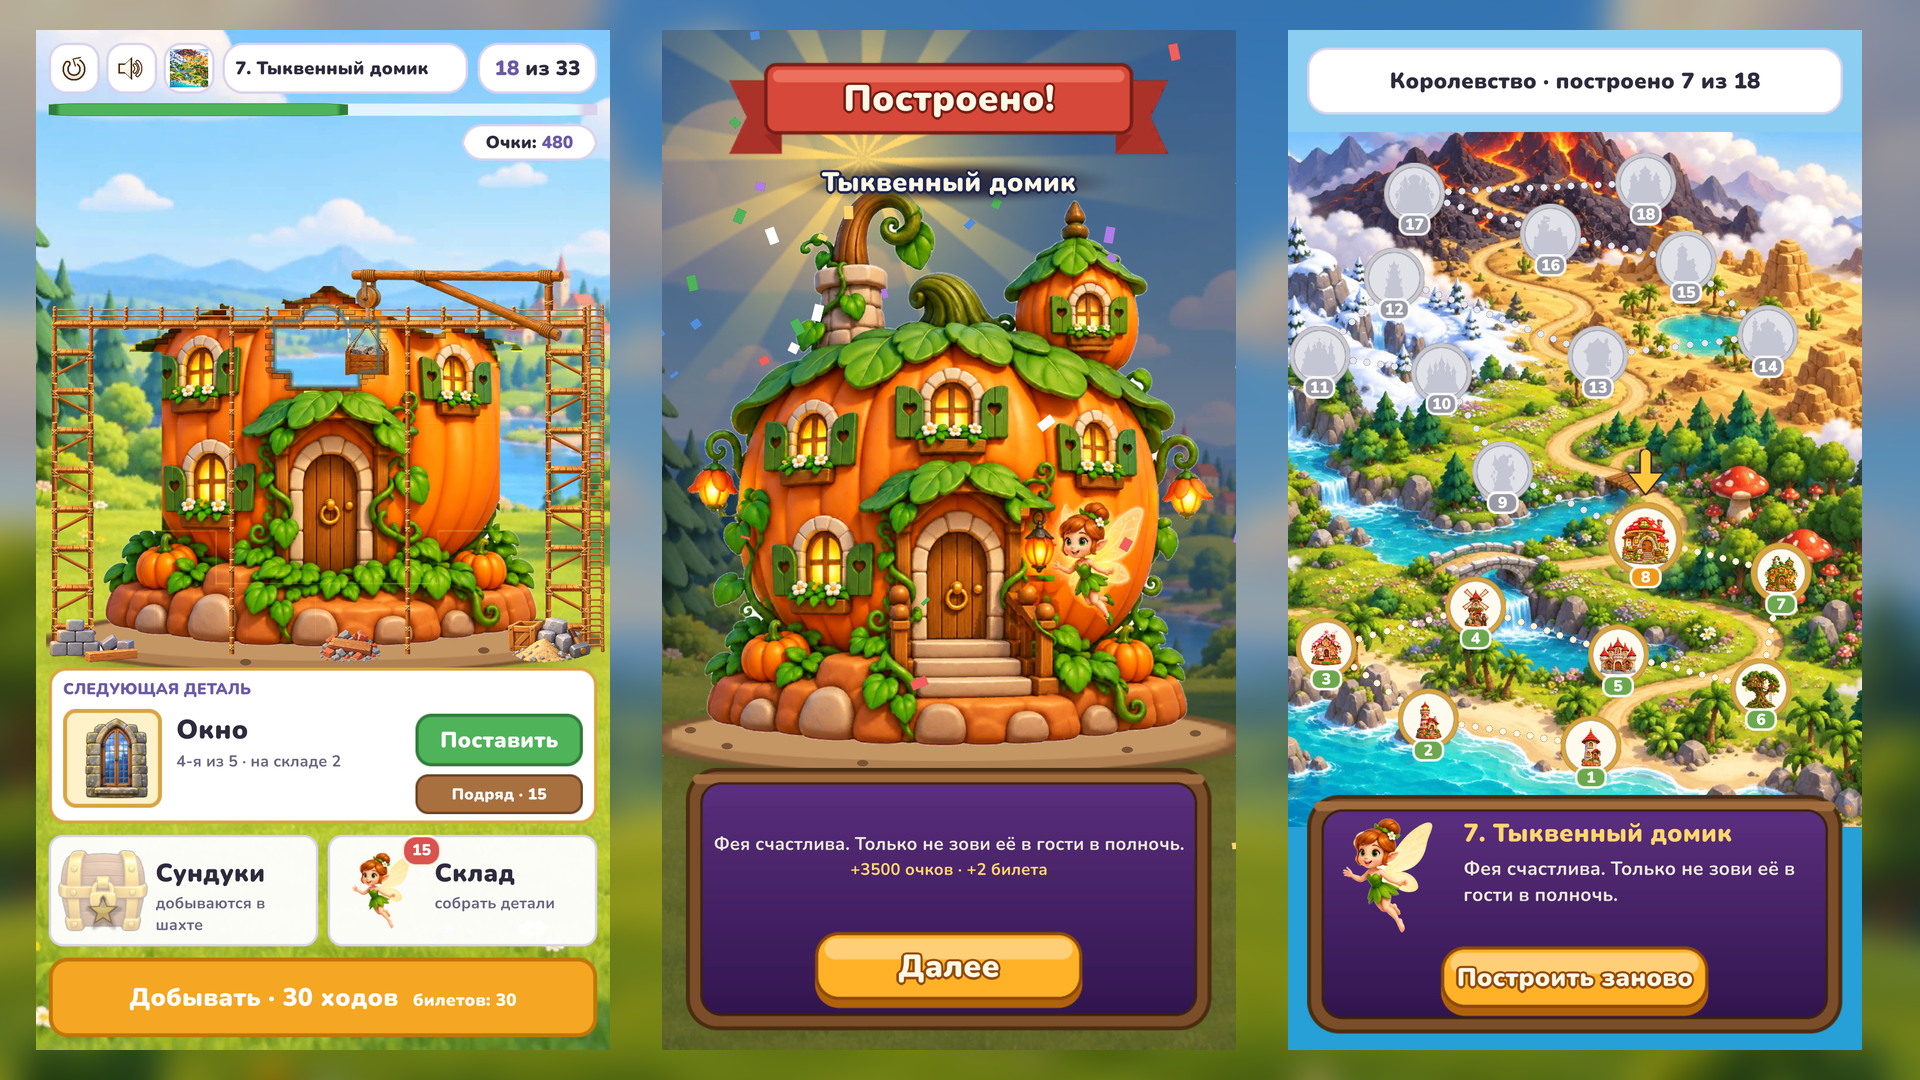 7. Тыквенный домик
18 из 33
Очки: 480
СЛЕДУЮЩАЯ ДЕТАЛЬ
Окно
4-я из 5 · на складе 2
Поставить
Подряд · 15
Сундуки
добываются в
шахте
15
Склад
собрать детали
Добывать · 30 ходов билетов: 30
Построено!
Тыквенный домик
Фея счастлива. Только не зови её в гости в полночь.
+3500 очков · +2 билета
Далее
Королевство · построено 7 из 18
17
18
16
15
12
14
11
13
10
9
8
7
4
3
5
6
2
1
7. Тыквенный домик
Фея счастлива. Только не зови её в
гости в полночь.
Построить заново